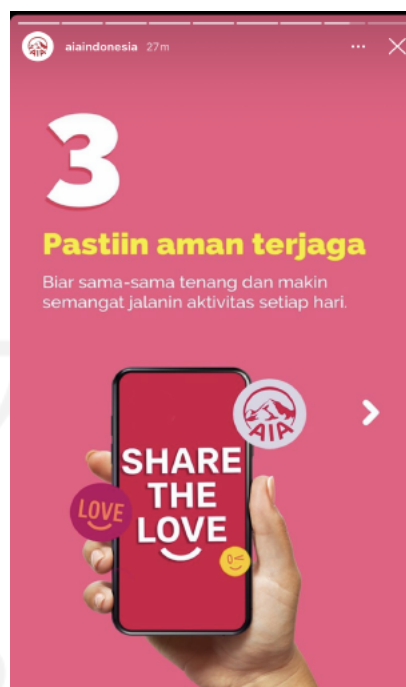 aiaindonesia 27m
3
Pastiin aman terjaga
Biar sama-sama tenang dan makin
semangat jalanin aktivitas setiap hari.
AIA
SHARE
THE
LOVE
LOVE
AIA